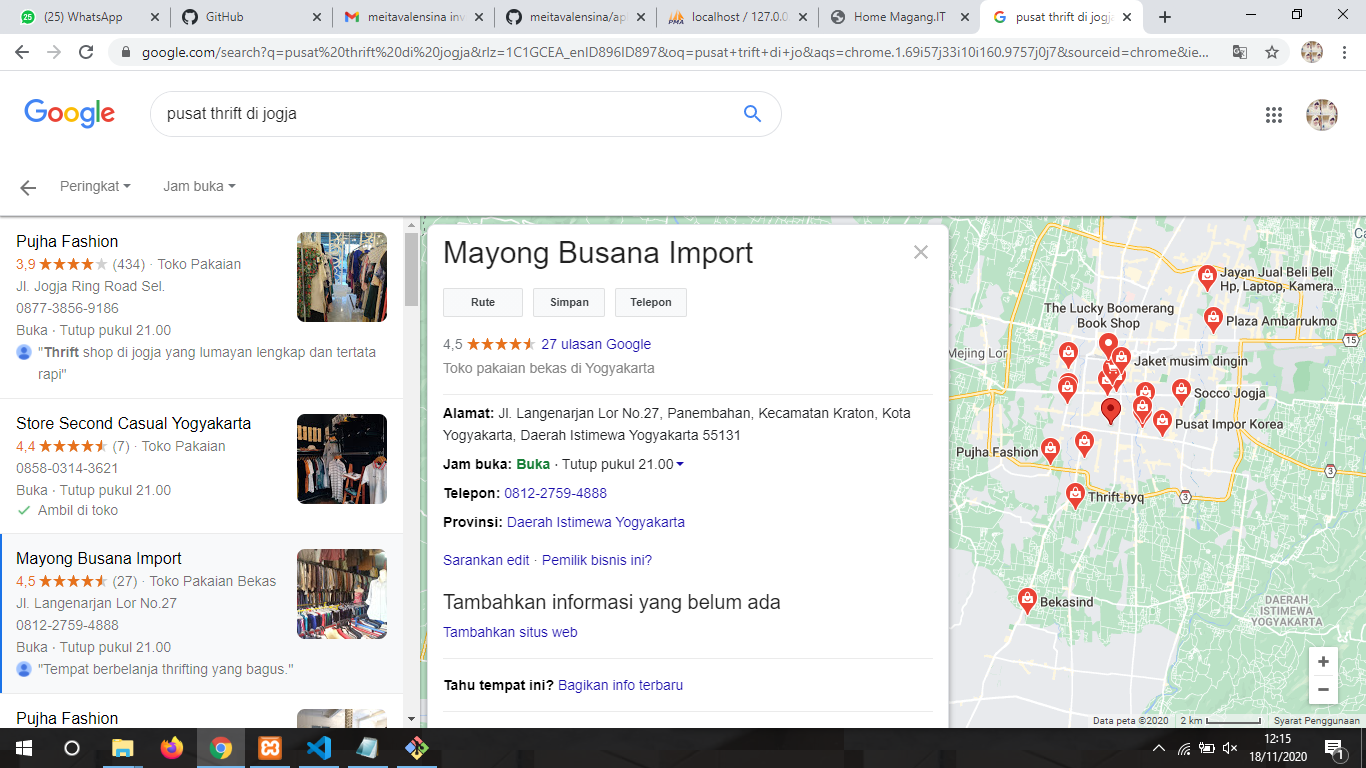 (25) WhatsApp
GitHub
meitavalensina inv
meitavalensina/ap
localhost / 127.0.0
Home Magang.IT
pusat thrift di jogja
google.com/search?q=pusat%20thrift%20di%20jogja&rlz=1C1GCEA_enID896ID897&oq=pusat+trift+di+jo&aqs=chrome.1.69i57j33i10i160.9757j0j7&sourceid=chrome&ie...
Google
pusat thrift di jogja
Peringkat
Jam buka
Pujha Fashion
3,9 (434) · Toko Pakaian
Jl. Jogja Ring Road Sel.
0877-3856-9186
Buka · Tutup pukul 21.00
"Thrift shop di jogja yang lumayan lengkap dan tertata
rapi"
Store Second Casual Yogyakarta
4,4 (7) · Toko Pakaian
0858-0314-3621
Buka · Tutup pukul 21.00
Ambil di toko
Mayong Busana Import
4,5 (27) · Toko Pakaian Bekas
Jl. Langenarjan Lor No.27
0812-2759-4888
Buka · Tutup pukul 21.00
"Tempat berbelanja thrifting yang bagus."
Pujha Fashion
Mayong Busana Import
Rute
Simpan
Telepon
4,5 27 ulasan Google
Toko pakaian bekas di Yogyakarta
Alamat: Jl. Langenarjan Lor No.27, Panembahan, Kecamatan Kraton, Kota
Yogyakarta, Daerah Istimewa Yogyakarta 55131
Jam buka: Buka · Tutup pukul 21.00
Telepon: 0812-2759-4888
Provinsi: Daerah Istimewa Yogyakarta
Sarankan edit · Pemilik bisnis ini?
Tambahkan informasi yang belum ada
Tambahkan situs web
Tahu tempat ini? Bagikan info terbaru
Ca
Jayan Jual Beli Beli
Hp, Laptop, Kamera...
The Lucky Boomerang
Book Shop
Plaza Ambarrukmo
15
Mejing Lor
Jaket musim dingin
Socco Jogja
Pusat Impor Korea
Pujha Fashion
3
Thrift.byq
3
Bekasind
DAERAH
ISTIMEWA
YOGYAKARTA
+
−
Data peta ©2020
2 km
Syarat Penggunaan
12:15
18/11/2020
1